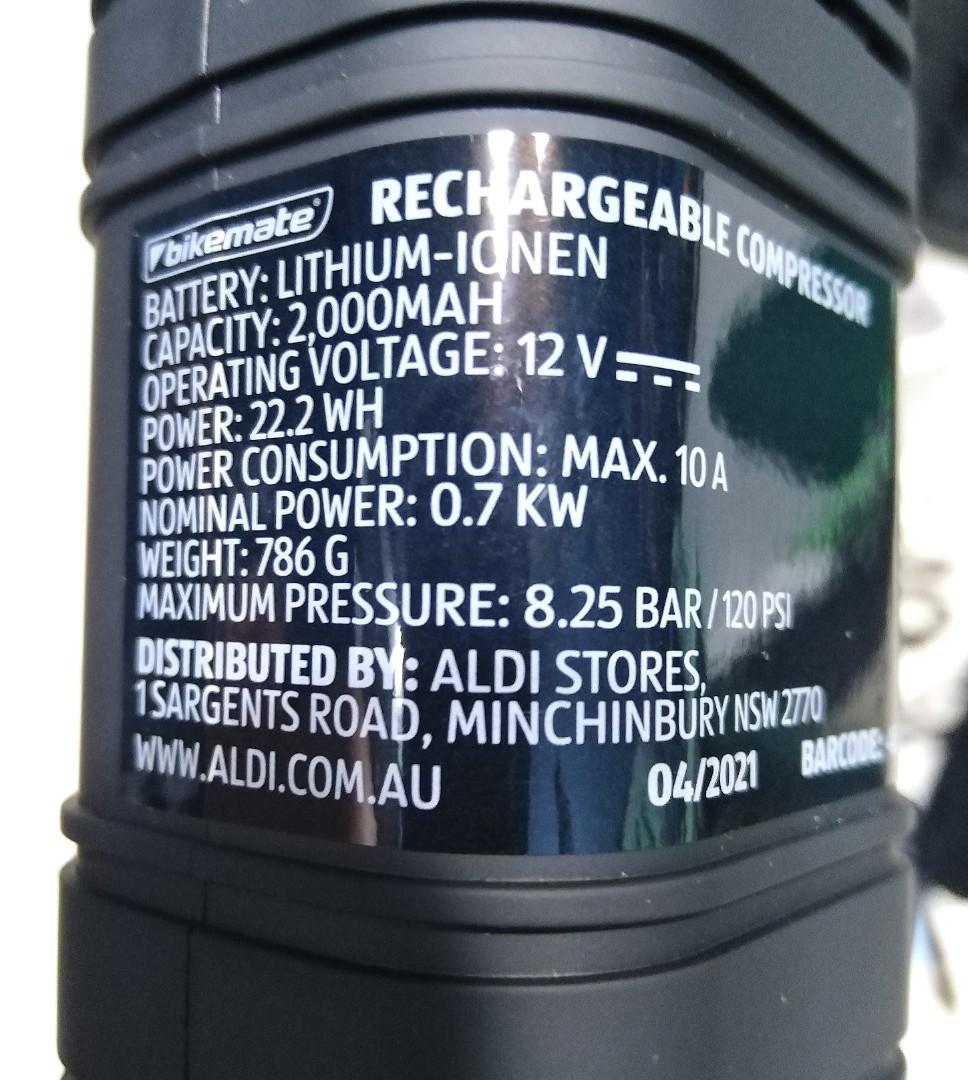 bikemate®
RECHARGEABLE COMPRESSOR
BATTERY: LITHIUM-IONEN
CAPACITY: 2,000MAH
OPERATING VOLTAGE: 12 V
POWER: 22.2 WH
POWER CONSUMPTION: MAX. 10 A
NOMINAL POWER: 0.7 KW
WEIGHT: 786 G
MAXIMUM PRESSURE: 8.25 BAR / 120 PSI
DISTRIBUTED BY: ALDI STORES,
1 SARGENTS ROAD, MINCHINBURY NSW 2770
WWW.ALDI.COM.AU
04/2021
BARCODE: